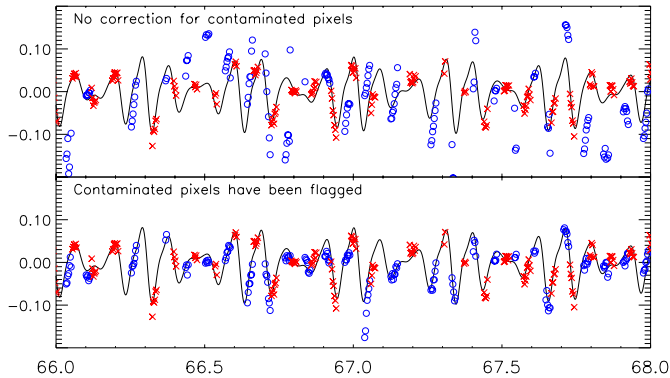 No correction for contaminated pixels
0.10
0.00
−0.10
Contaminated pixels have been flagged
0.10
0.00
−0.10
66.0 66.5 67.0 67.5 68.0